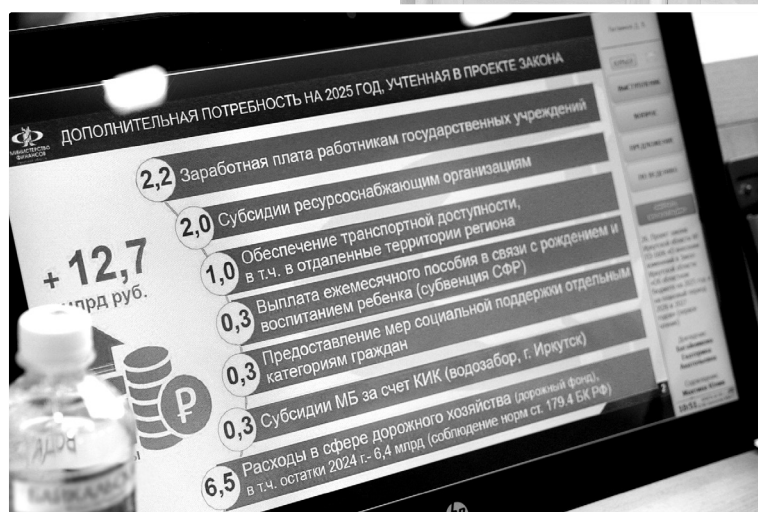 МИНИСТЕРСТВО
ФИНАНСОВ
ДОПОЛНИТЕЛЬНАЯ ПОТРЕБНОСТЬ НА 2025 ГОД, УЧТЕННАЯ В ПРОЕКТЕ ЗАКОНА
+ 12,7
млрд руб.
2,2 Заработная плата работникам государственных учреждений
2,0 Субсидии ресурсоснабжающим организациям
1,0 Обеспечение транспортной доступности,
в т.ч. в отдаленные территории региона
0,3 Выплата ежемесячного пособия в связи с рождением и
воспитанием ребенка (субвенция СФР)
0,3 Предоставление мер социальной поддержки отдельным
категориям граждан
0,3 Субсидии МБ за счет КИК (водозабор, г. Иркутск)
6,5 Расходы в сфере дорожного хозяйства (дорожный фонд),
в т.ч. остатки 2024 г.- 6,4 млрд (соблюдение норм ст. 179.4 БК РФ)
ВЫСТУПЛЕНИЕ
ВОПРОС
ПРЕДЛОЖЕНИЕ
ПО ВЕДЕНИЮ
10:51
hp